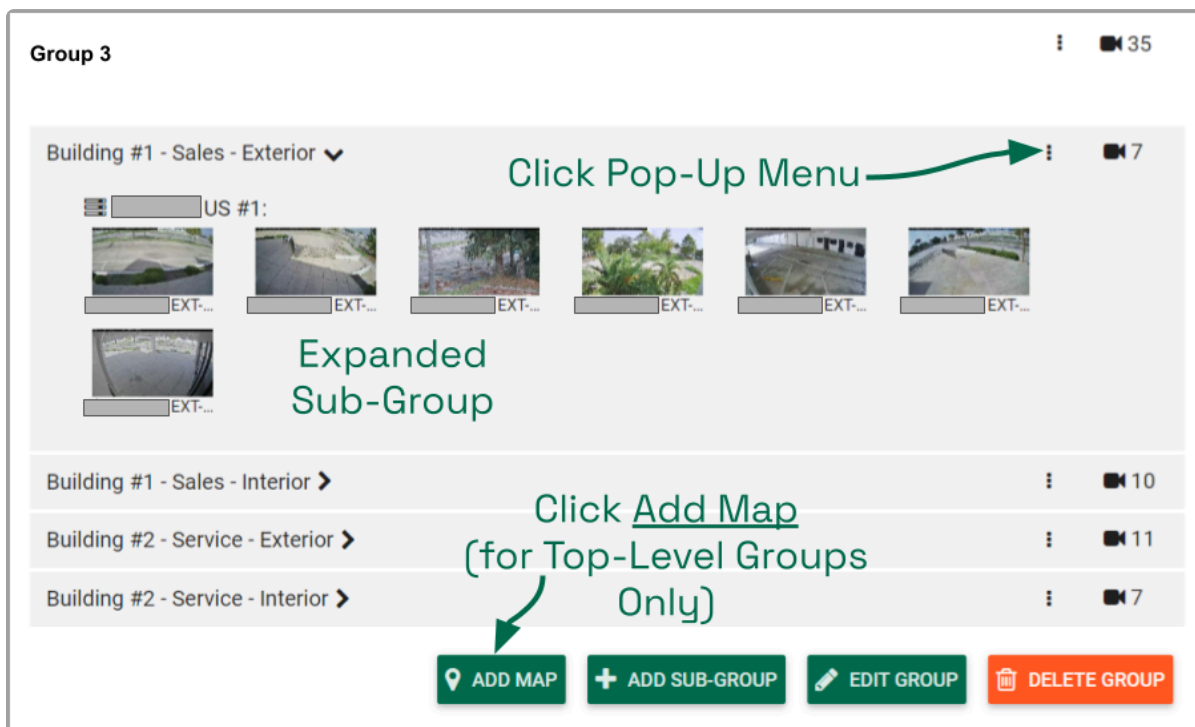 Group 3
35
Building #1 - Sales - Exterior
7
Click Pop-Up Menu
US #1:
EXT-...
EXT-...
EXT-...
EXT-...
EXT-...
EXT-...
EXT-...
Expanded
Sub-Group
Building #1 - Sales - Interior
10
Click Add Map
(for Top-Level Groups
Only)
Building #2 - Service - Exterior
11
Building #2 - Service - Interior
7
ADD MAP
ADD SUB-GROUP
EDIT GROUP
DELETE GROUP